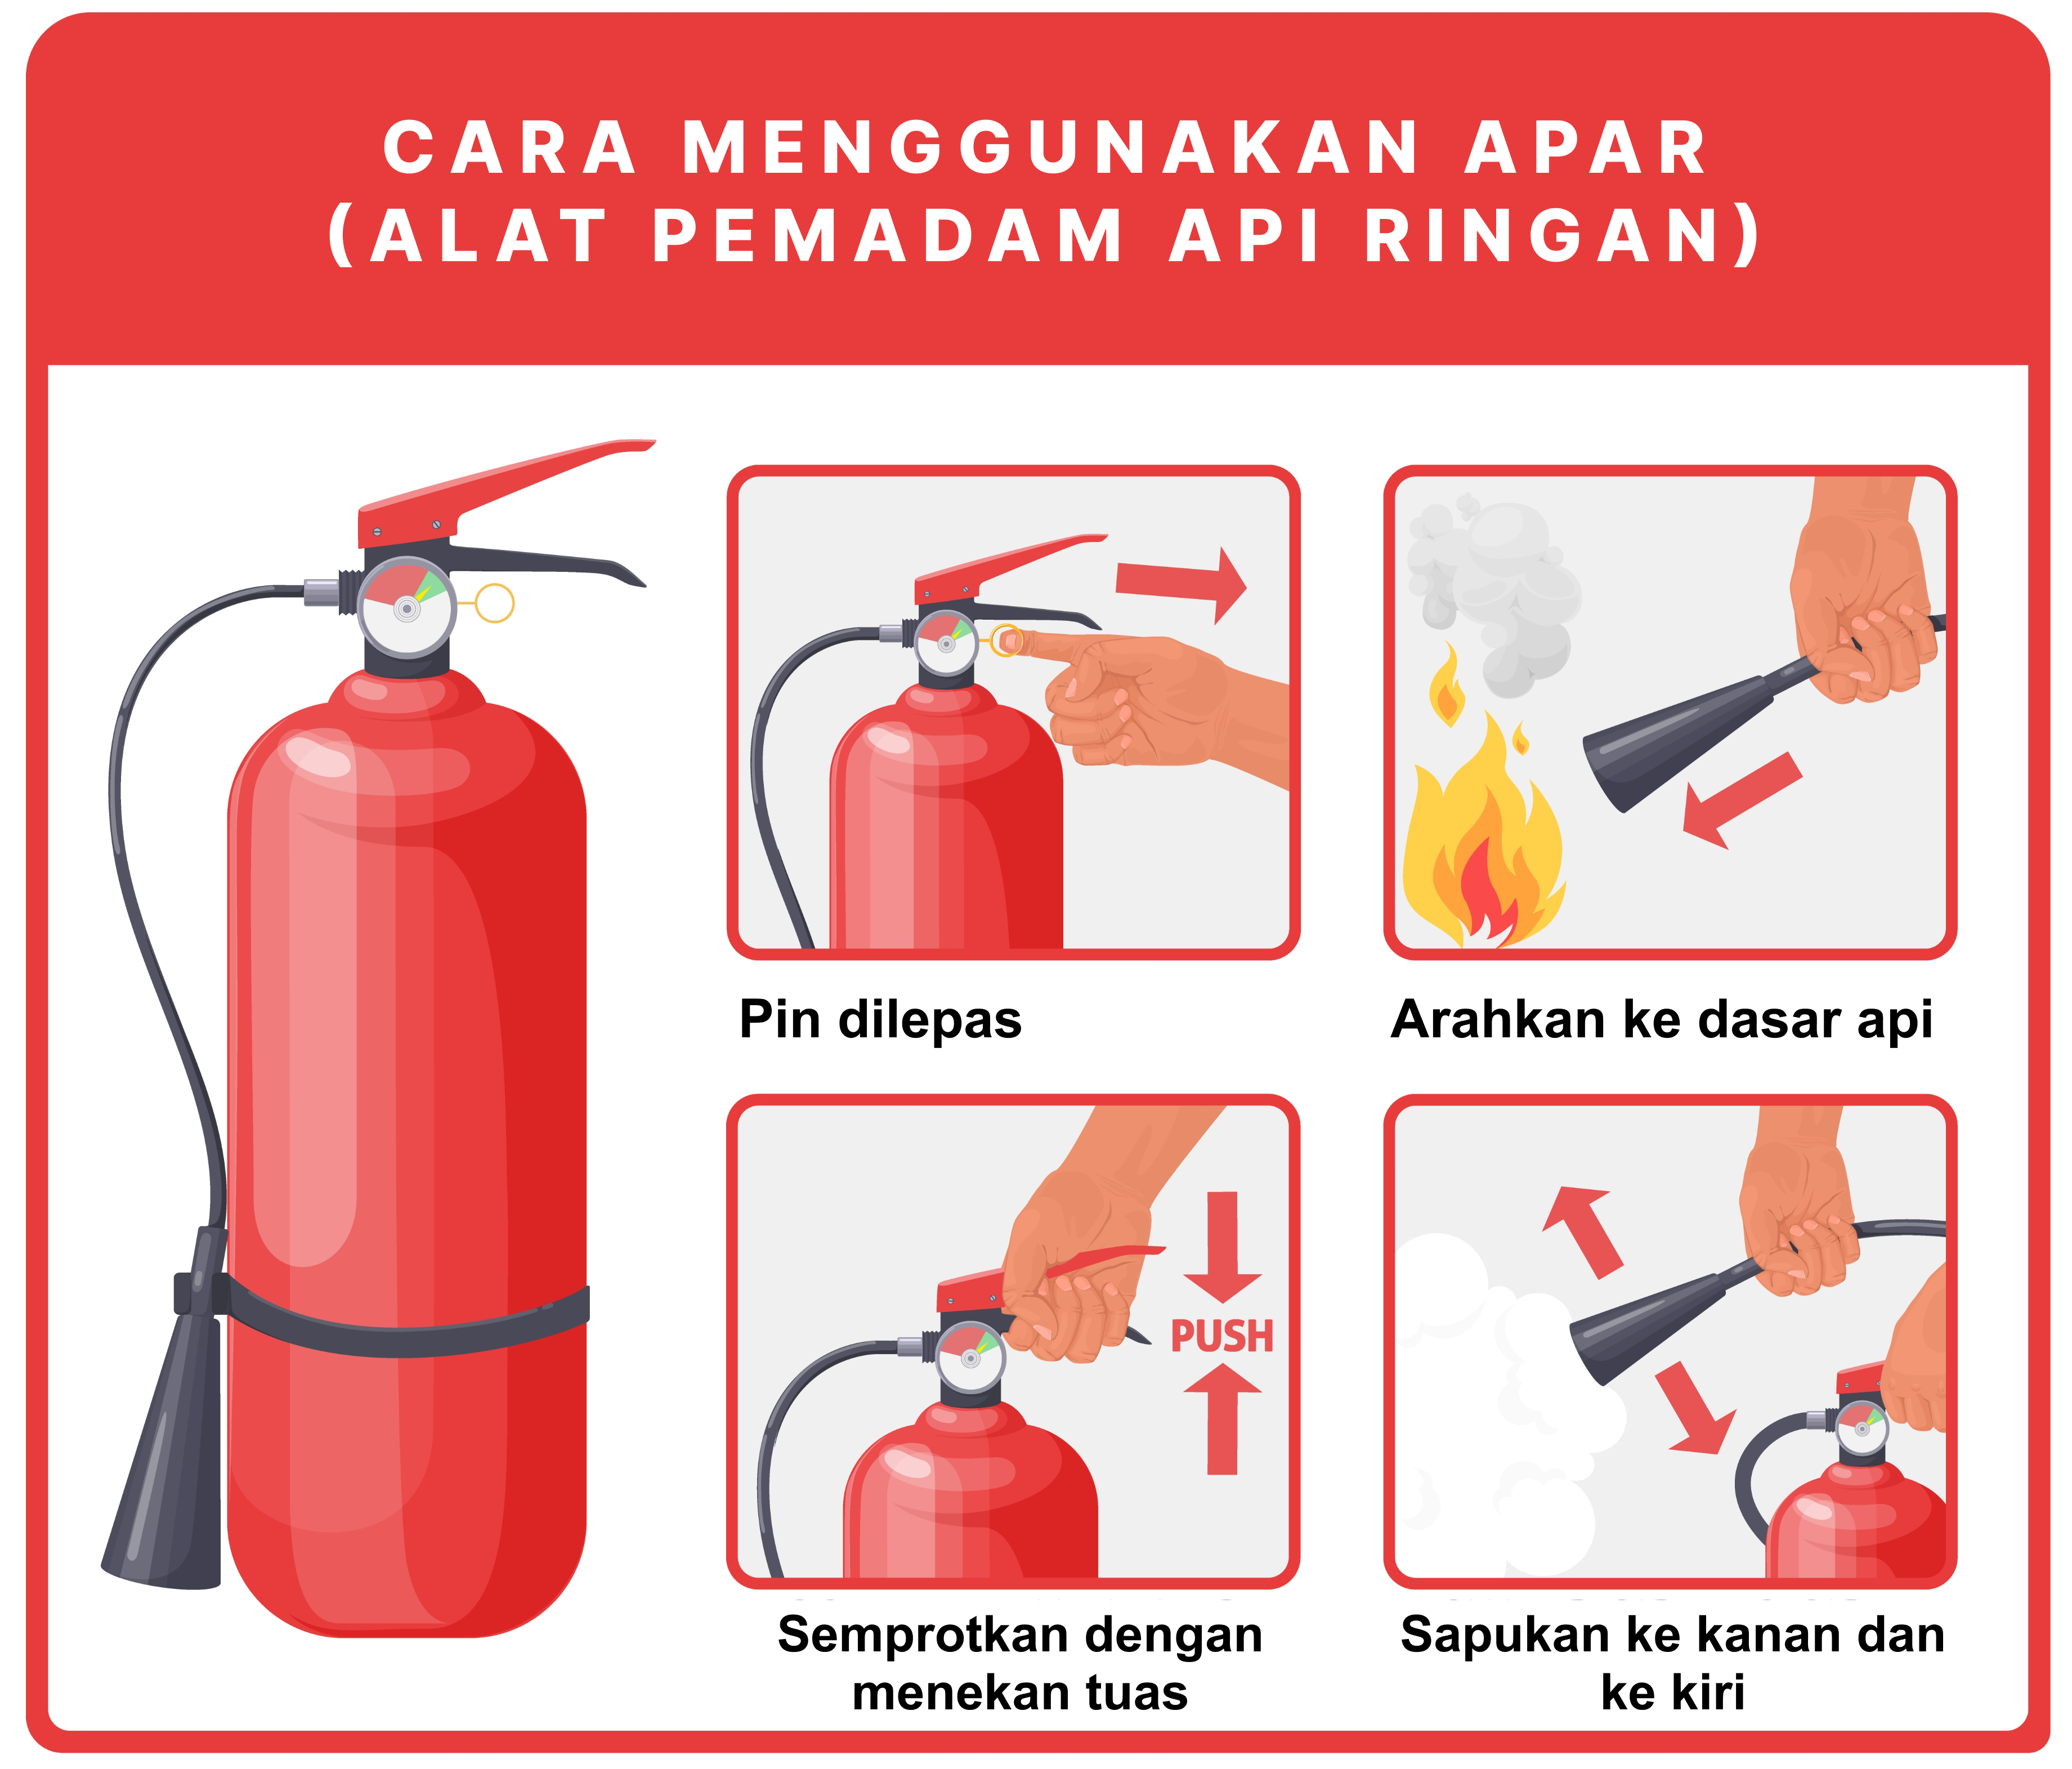 CARA MENGGUNAKAN APAR
(ALAT PEMADAM API RINGAN)
Pin dilepas
Arahkan ke dasar api
PUSH
Semprotkan dengan
menekan tuas
Sapukan ke kanan dan
ke kiri